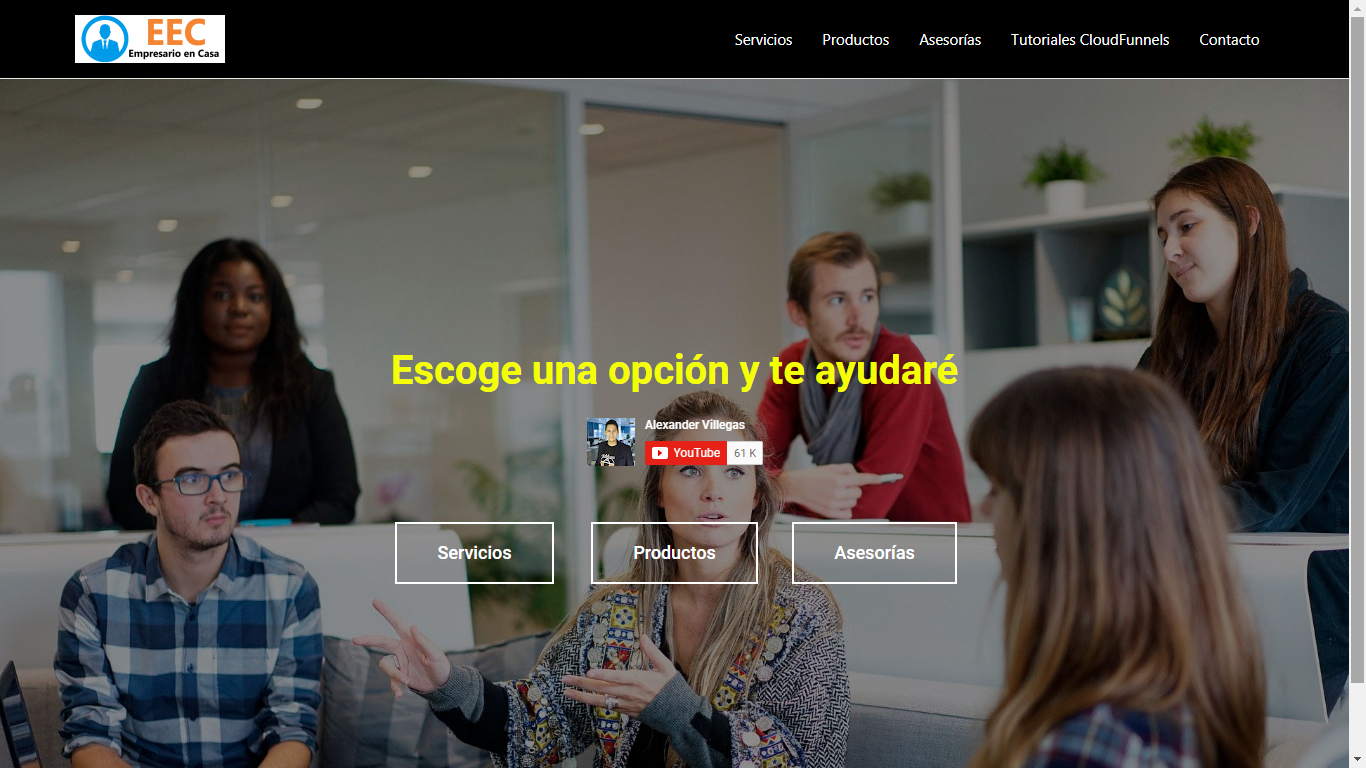 EEC
Empresario en Casa
Servicios
Productos
Asesorías
Tutoriales CloudFunnels
Contacto
Escoge una opción y te ayudaré
Alexander Villegas
YouTube 61 K
Servicios
Productos
Asesorías